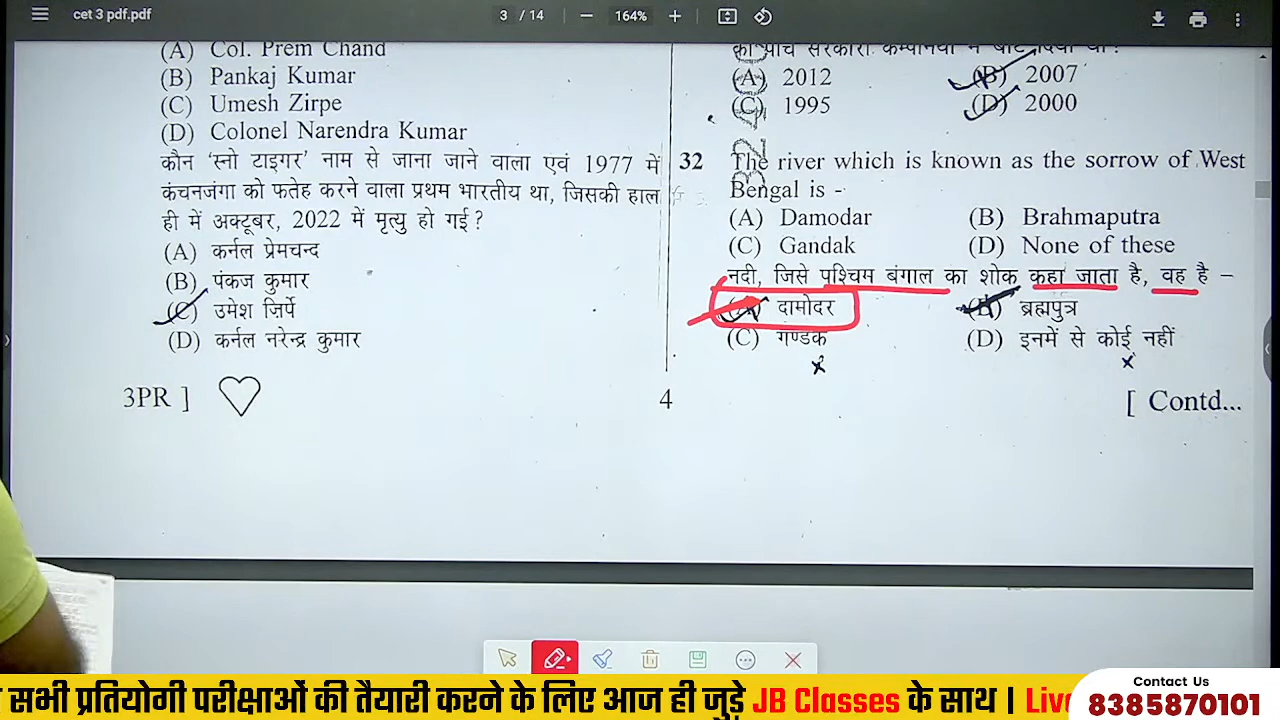 cet 3 pdf.pdf
3 / 14
164%
(A) Col. Prem Chand
(B) Pankaj Kumar
(C) Umesh Zirpe
(D) Colonel Narendra Kumar
कौन ‘स्नो टाइगर’ नाम से जाना जाने वाला एवं 1977 में
कंचनजंगा को फतेह करने वाला प्रथम भारतीय था, जिसकी हाल
ही में अक्टूबर, 2022 में मृत्यु हो गई ?
(A) कर्नल प्रेमचन्द
(B) पंकज कुमार
(C) उमेश ज़िर्पे
(D) कर्नल नरेन्द्र कुमार
3PR ]
को पाँच सरकारी कम्पनियों में बाँट दिया था ?
(A) 2012 (B) 2007
(C) 1995 (D) 2000
32 The river which is known as the sorrow of West
Bengal is -
(A) Damodar (B) Brahmaputra
(C) Gandak (D) None of these
नदी, जिसे पश्चिम बंगाल का शोक कहा जाता है, वह है –
(A) दामोदर (B) ब्रह्मपुत्र
(C) गण्डक (D) इनमें से कोई नहीं
4
[ Contd...
सभी प्रतियोगी परीक्षाओं की तैयारी करने के लिए आज ही जुड़े JB Classes के साथ । Live
Contact Us
8385870101